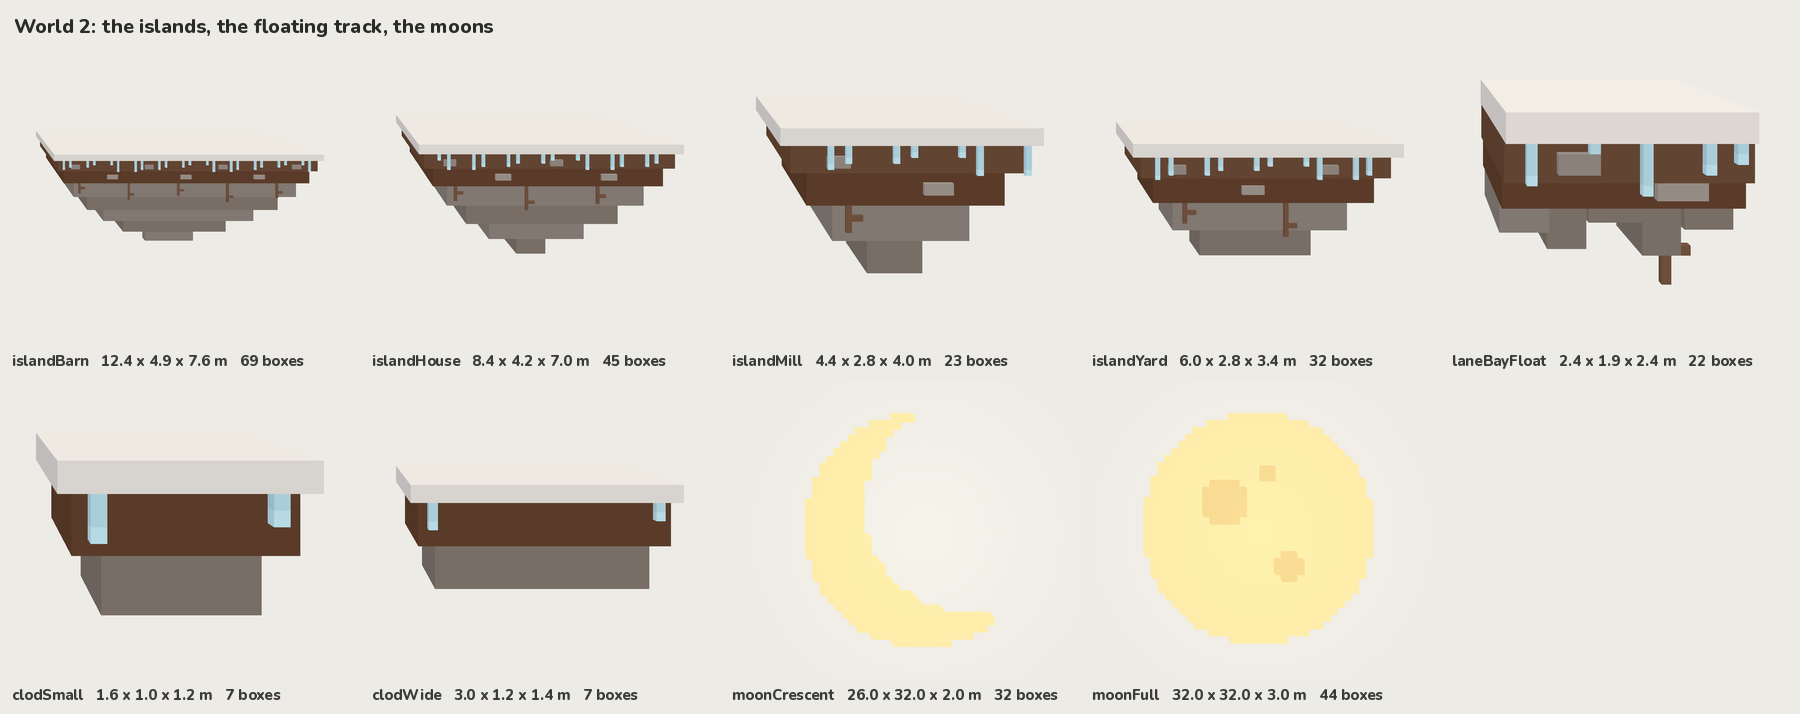 World 2: the islands, the floating track, the moons
islandBarn 12.4 x 4.9 x 7.6 m 69 boxes
islandHouse 8.4 x 4.2 x 7.0 m 45 boxes
islandMill 4.4 x 2.8 x 4.0 m 23 boxes
islandYard 6.0 x 2.8 x 3.4 m 32 boxes
laneBayFloat 2.4 x 1.9 x 2.4 m 22 boxes
clodSmall 1.6 x 1.0 x 1.2 m 7 boxes
clodWide 3.0 x 1.2 x 1.4 m 7 boxes
moonCrescent 26.0 x 32.0 x 2.0 m 32 boxes
moonFull 32.0 x 32.0 x 3.0 m 44 boxes